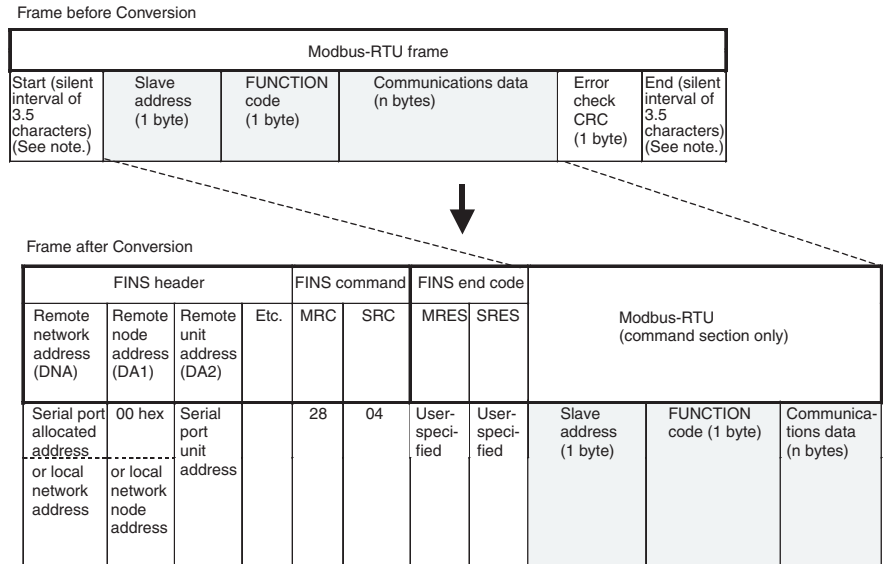 Frame before Conversion
Modbus-RTU frame
Start (silent
interval of
3.5
characters)
(See note.)
Slave
address
(1 byte)
FUNCTION
code
(1 byte)
Communications data
(n bytes)
Error
check
CRC
(1 byte)
End (silent
interval of
3.5
characters)
(See note.)
Frame after Conversion
FINS header
FINS command
FINS end code
Modbus-RTU
(command section only)
Remote
network
address
(DNA)
Remote
node
address
(DA1)
Remote
unit
address
(DA2)
Etc.
MRC
SRC
MRES
SRES
Serial port
allocated
address
or local
network
address
00 hex
or local
network
node
address
Serial
port
unit
address
28
04
User-
speci-
fied
User-
speci-
fied
Slave
address
(1 byte)
FUNCTION
code (1 byte)
Communica-
tions data
(n bytes)